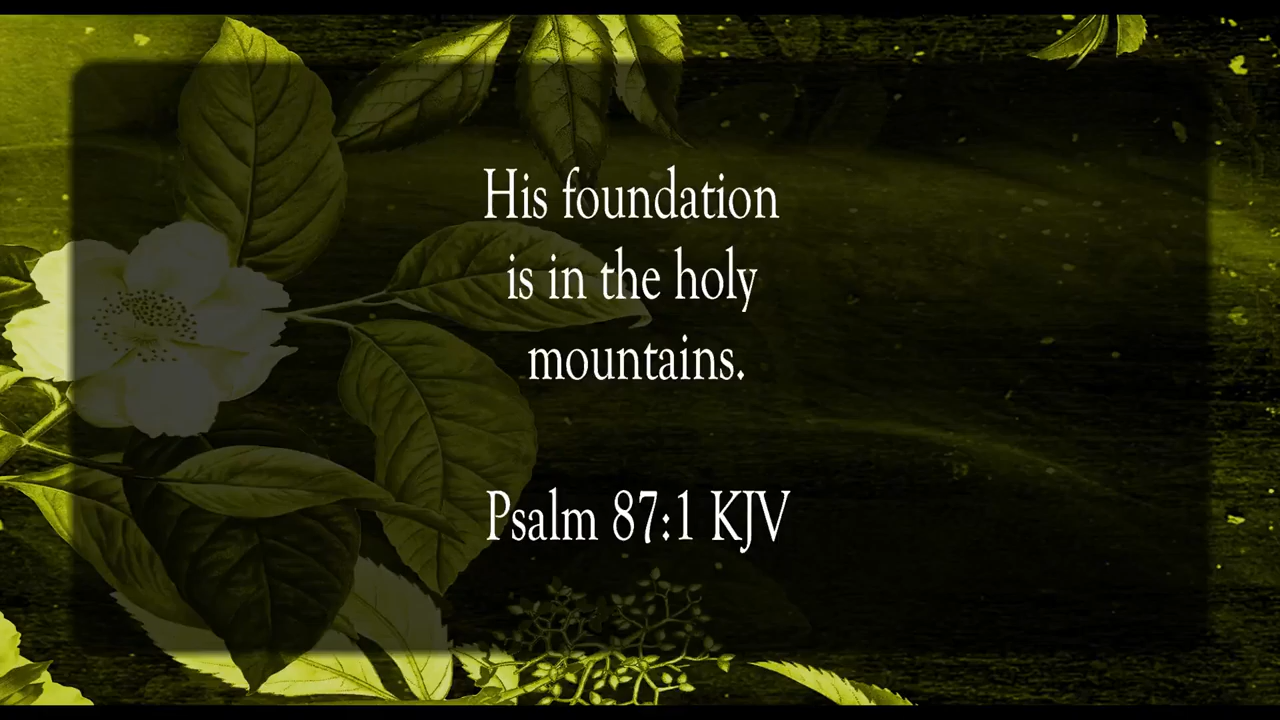 His foundation
is in the holy
mountains.
Psalm 87:1 KJV